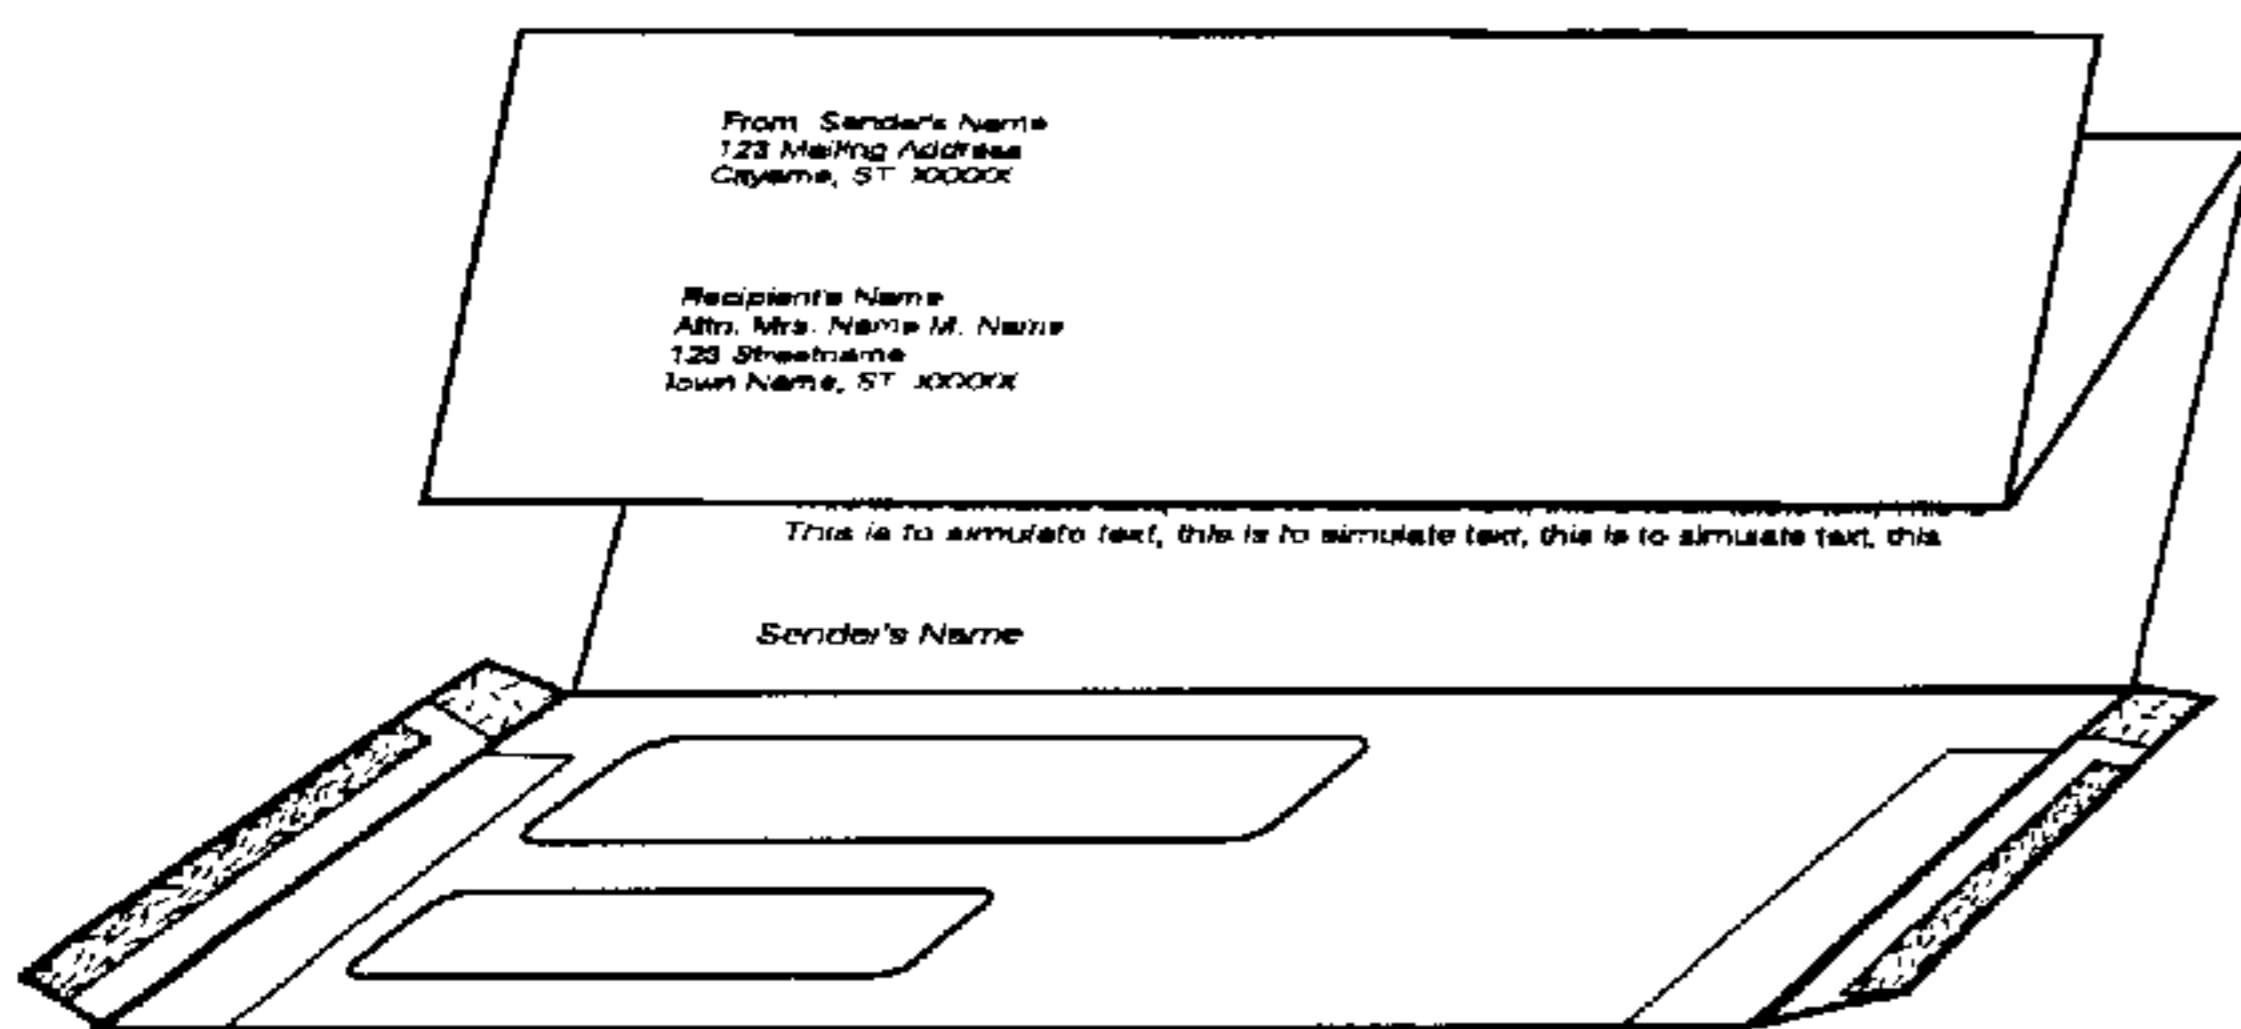 From Sender's Name
123 Mailing Address
Cityname, ST XXXXX
Recipient's Name
Attn. Mrs. Name M. Name
123 Streetname
Town Name, ST XXXXX
This is to simulate text, this is to simulate text, this is to simulate text, this
Sender's Name